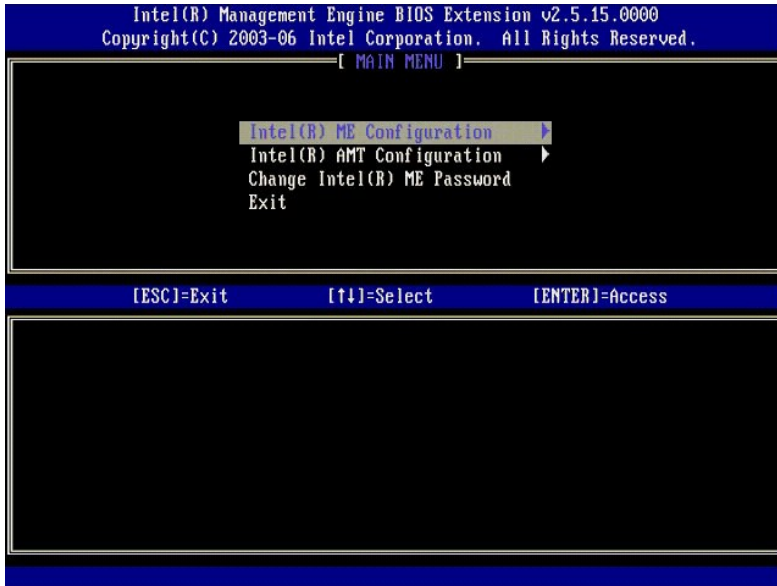 Intel(R) Management Engine BIOS Extension v2.5.15.0000
Copyright(C) 2003-06 Intel Corporation. All Rights Reserved.
[ MAIN MENU ]
Intel(R) ME Configuration ►
Intel(R) AMT Configuration ►
Change Intel(R) ME Password
Exit
[ESC]=Exit [↑↓]=Select [ENTER]=Access